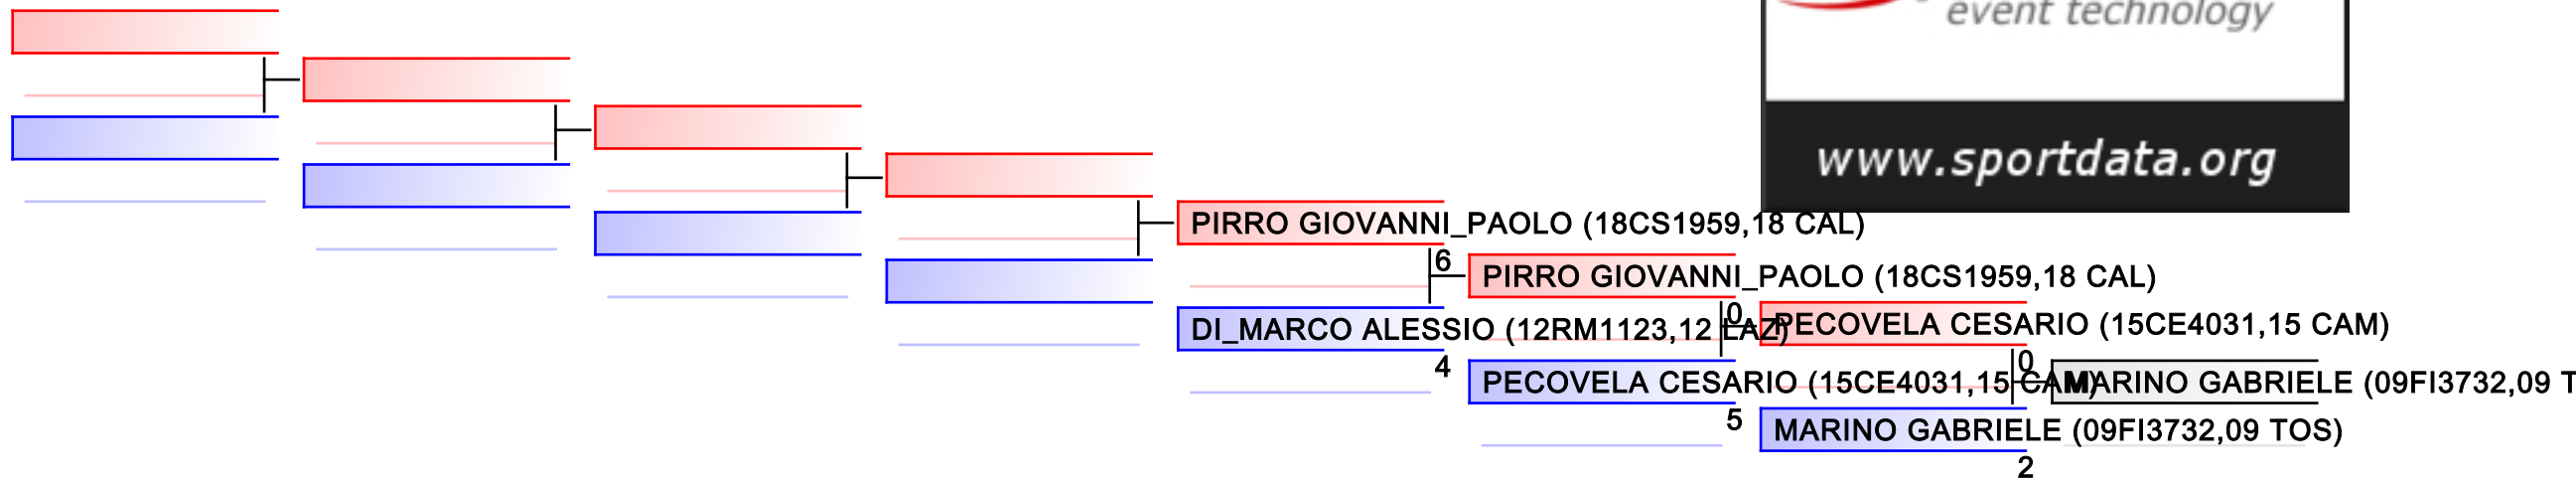 event technology
www.sportdata.org
PIRRO GIOVANNI_PAOLO (18CS1959,18 CAL)
6
PIRRO GIOVANNI_PAOLO (18CS1959,18 CAL)
0
DI_MARCO ALESSIO (12RM1123,12 LAZ)
PECOVELA CESARIO (15CE4031,15 CAM)
4
0
PECOVELA CESARIO (15CE4031,15 CAM)
MARINO GABRIELE (09FI3732,09 T
5
MARINO GABRIELE (09FI3732,09 TOS)
2